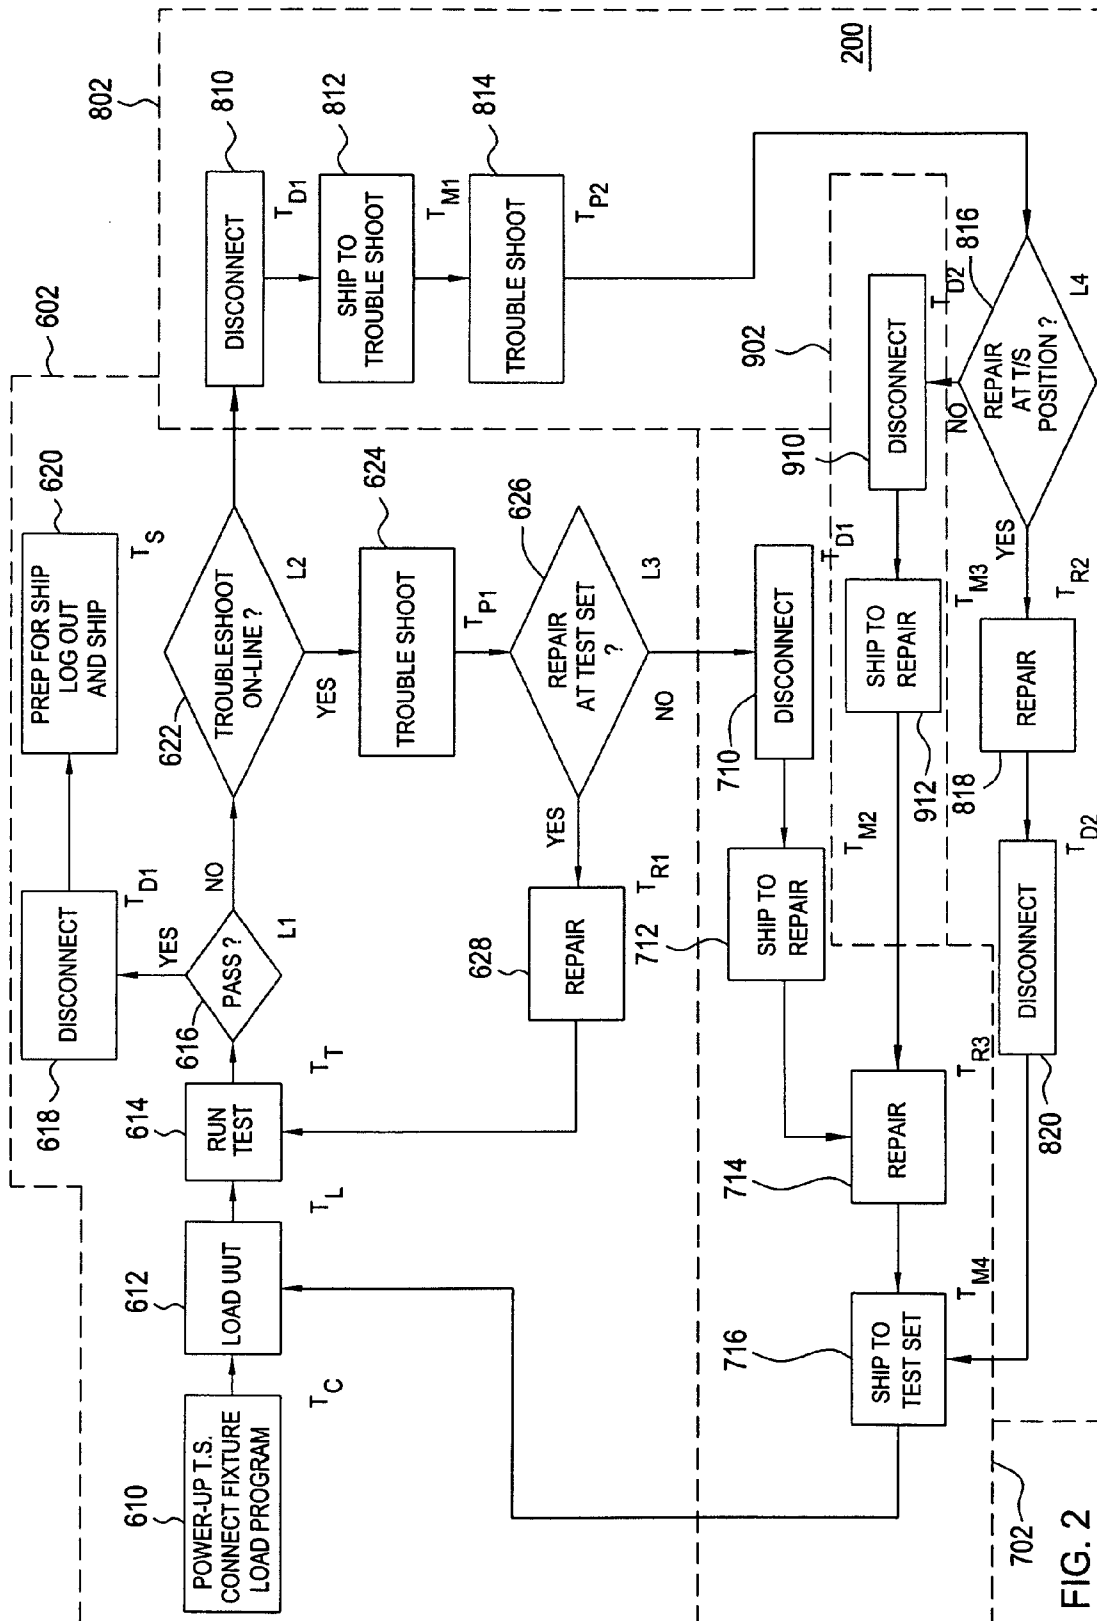 602
802
620
PREP FOR SHIP
LOG OUT
AND SHIP
T_S
618
DISCONNECT
T_D1
YES
616
PASS ?
L1
NO
622
TROUBLESHOOT
ON-LINE ?
L2
YES
810
DISCONNECT
T_D1
812
SHIP TO
TROUBLE SHOOT
T_M1
814
TROUBLE SHOOT
T_P2
200
610
POWER-UP T.S.
CONNECT FIXTURE
LOAD PROGRAM
T_C
612
LOAD UUT
T_L
614
RUN
TEST
T_T
624
TROUBLE SHOOT
T_P1
626
REPAIR
AT TEST SET
?
L3
YES
NO
628
REPAIR
T_R1
710
DISCONNECT
T_D1
712
SHIP TO
REPAIR
T_M2
902
910
DISCONNECT
T_D2
912
SHIP TO
REPAIR
T_M3
816
REPAIR
AT T/S
POSITION ?
L4
NO
YES
714
REPAIR
T_R3
716
SHIP TO
TEST SET
T_M4
818
REPAIR
T_R2
820
DISCONNECT
T_D2
702
FIG. 2